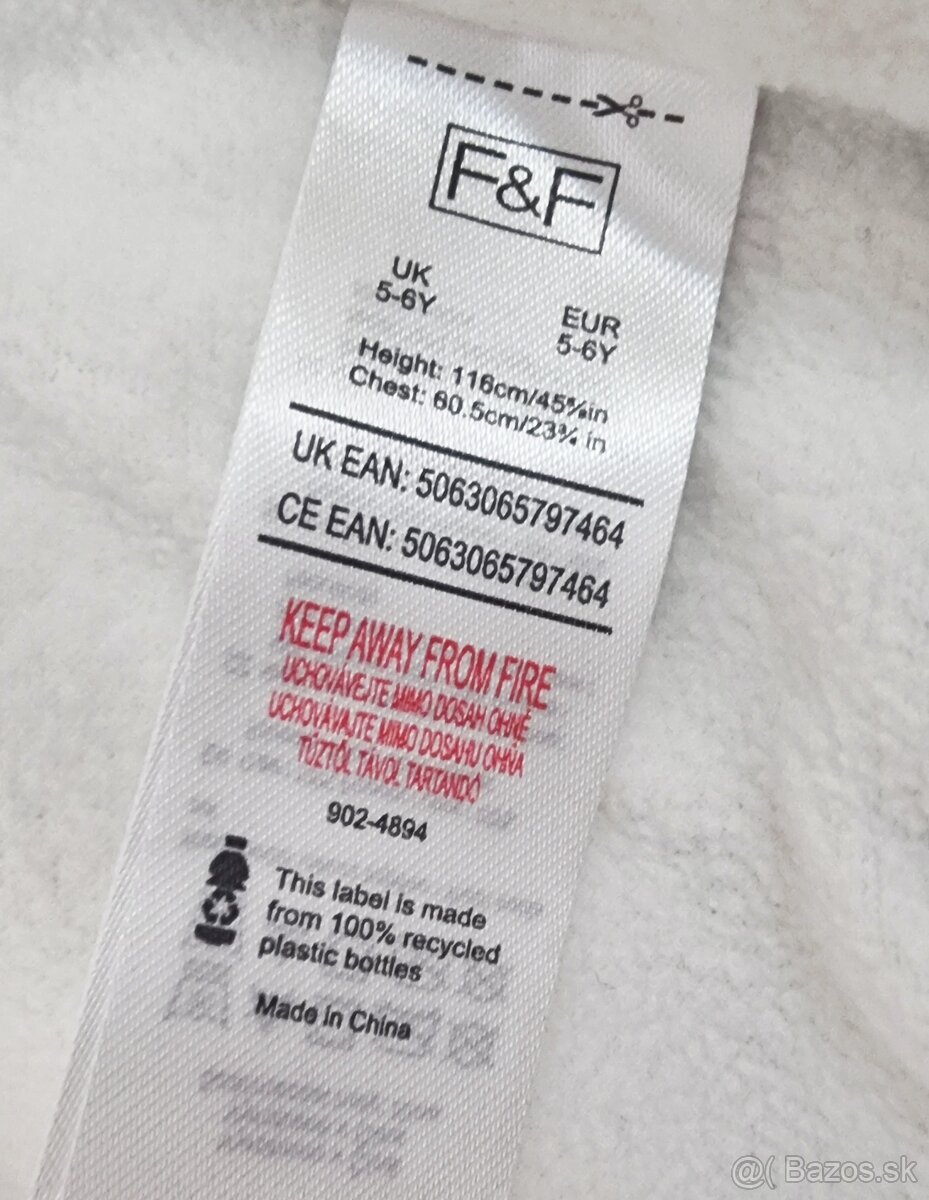 F&F
UK
5-6Y
EUR
5-6Y
Height: 116cm/45⅝in
Chest: 60.5cm/23¾ in
UK EAN: 5063065797464
CE EAN: 5063065797464
KEEP AWAY FROM FIRE
UCHOVÁVEJTE MIMO DOSAH OHNĚ
UCHOVÁVAJTE MIMO DOSAHU OHŇA
TŰZTŐL TÁVOL TARTANDÓ
902-4894
This label is made
from 100% recycled
plastic bottles
Made in China
@( Bazos.sk